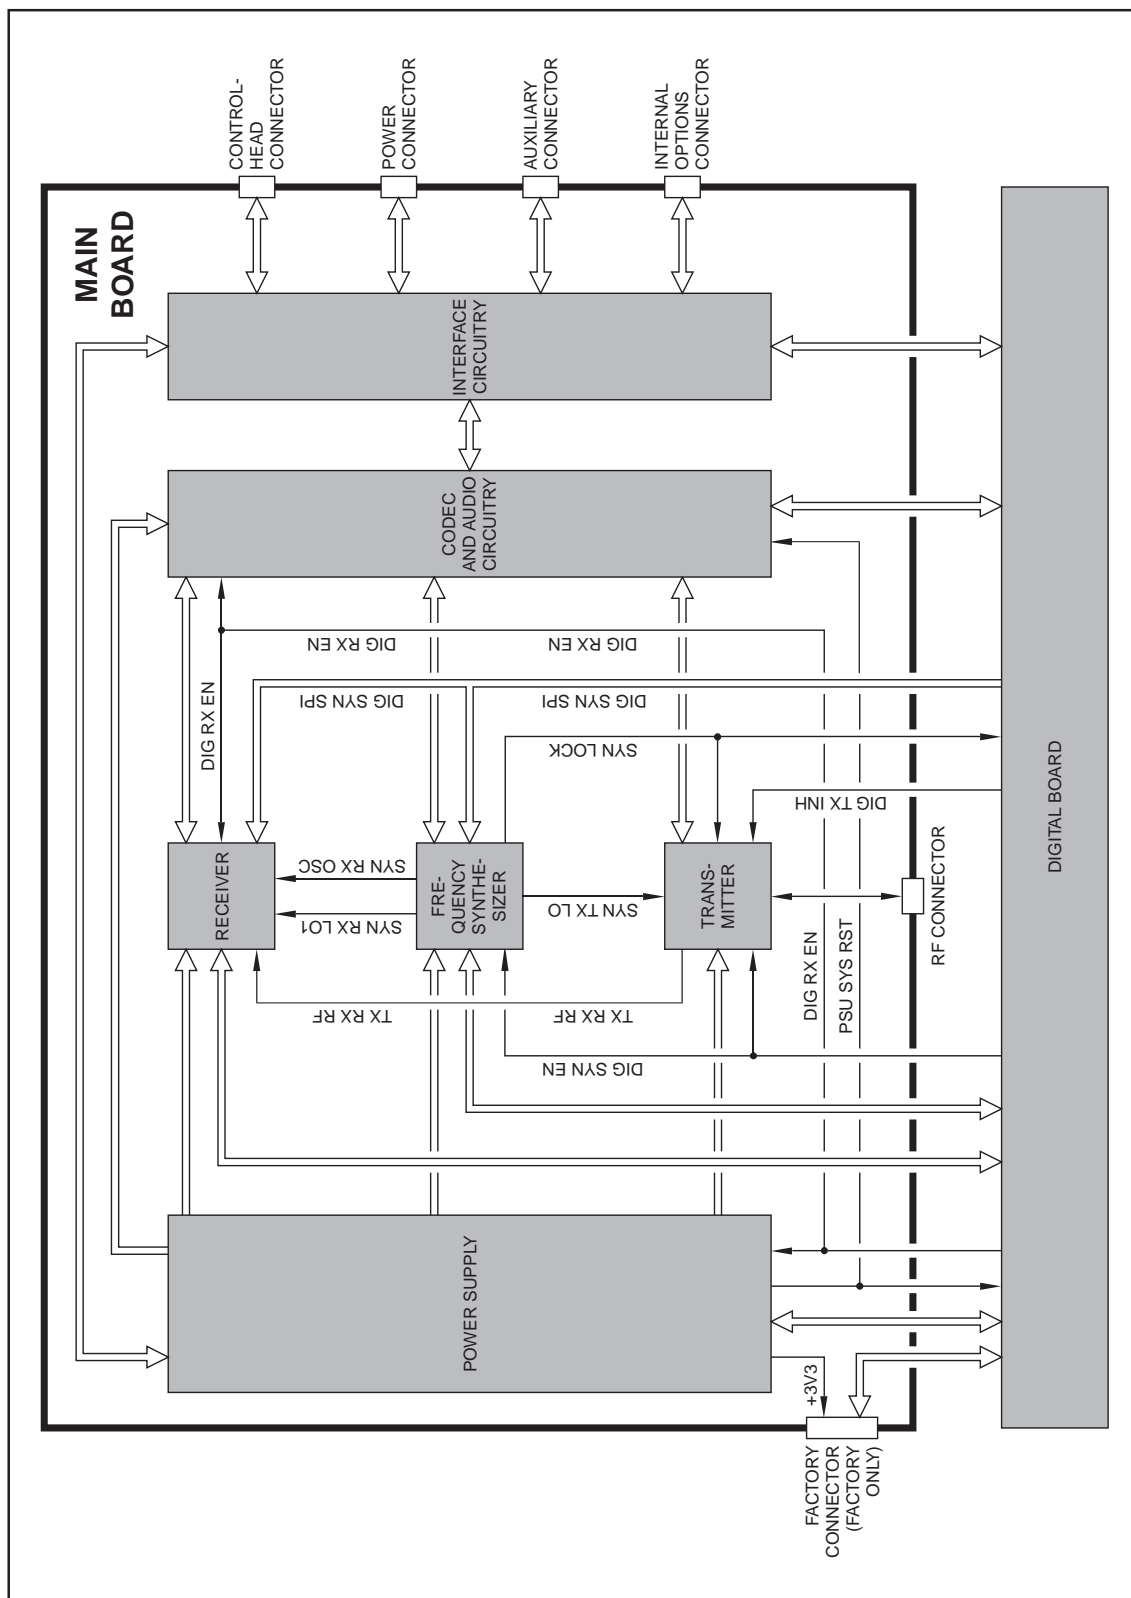 MAIN
BOARD
CONTROL-
HEAD
CONNECTOR
POWER
CONNECTOR
AUXILIARY
CONNECTOR
INTERNAL
OPTIONS
CONNECTOR
INTERFACE
CIRCUITRY
CODEC
AND AUDIO
CIRCUITRY
DIG RX EN
DIG RX EN
DIG RX EN
DIG SYN SPI
DIG SYN SPI
SYN LOCK
DIG TX INH
RECEIVER
SYN RX OSC
SYN RX LO1
FRE-
QUENCY
SYNTHE-
SIZER
SYN TX LO
TRANS-
MITTER
RF CONNECTOR
TX RX RF
TX RX RF
DIG RX EN
PSU SYS RST
DIG SYN EN
POWER SUPPLY
+3V3
FACTORY
CONNECTOR
(FACTORY
ONLY)
DIGITAL BOARD